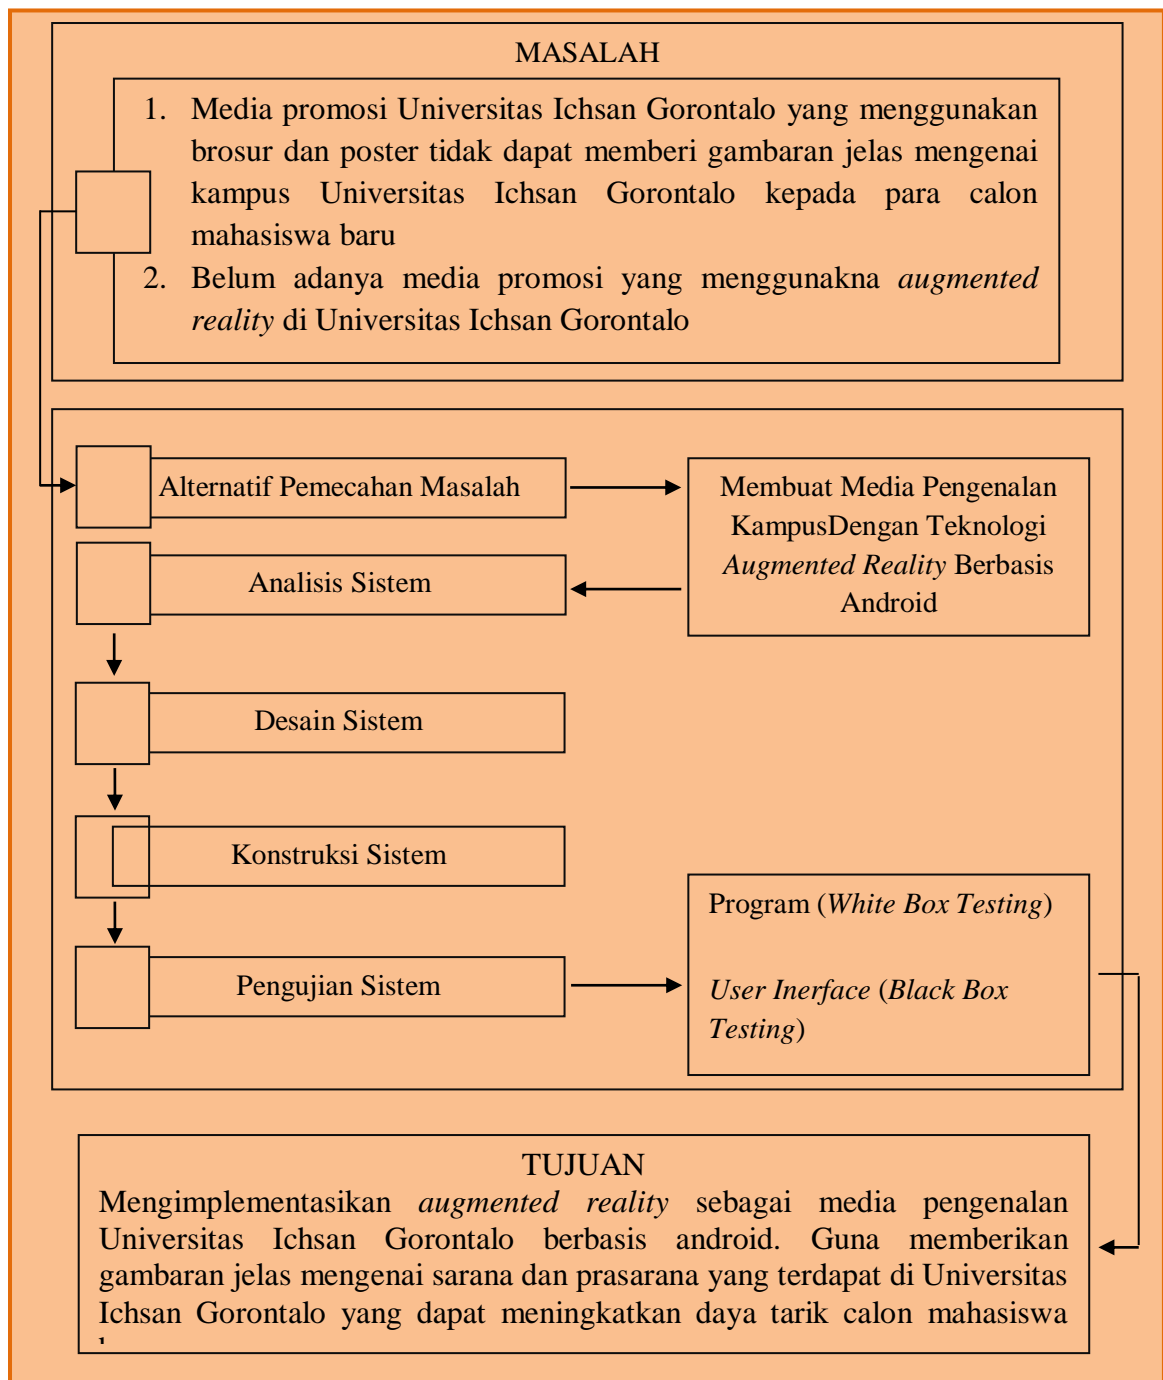 MASALAH
1. Media promosi Universitas Ichsan Gorontalo yang menggunakan
brosur dan poster tidak dapat memberi gambaran jelas mengenai
kampus Universitas Ichsan Gorontalo kepada para calon
mahasiswa baru
2. Belum adanya media promosi yang menggunakna augmented
reality di Universitas Ichsan Gorontalo
Alternatif Pemecahan Masalah
Membuat Media Pengenalan
KampusDengan Teknologi
Augmented Reality Berbasis
Android
Analisis Sistem
Desain Sistem
Konstruksi Sistem
Pengujian Sistem
Program (White Box Testing)
User Inerface (Black Box
Testing)
TUJUAN
Mengimplementasikan augmented reality sebagai media pengenalan
Universitas Ichsan Gorontalo berbasis android. Guna memberikan
gambaran jelas mengenai sarana dan prasarana yang terdapat di Universitas
Ichsan Gorontalo yang dapat meningkatkan daya tarik calon mahasiswa